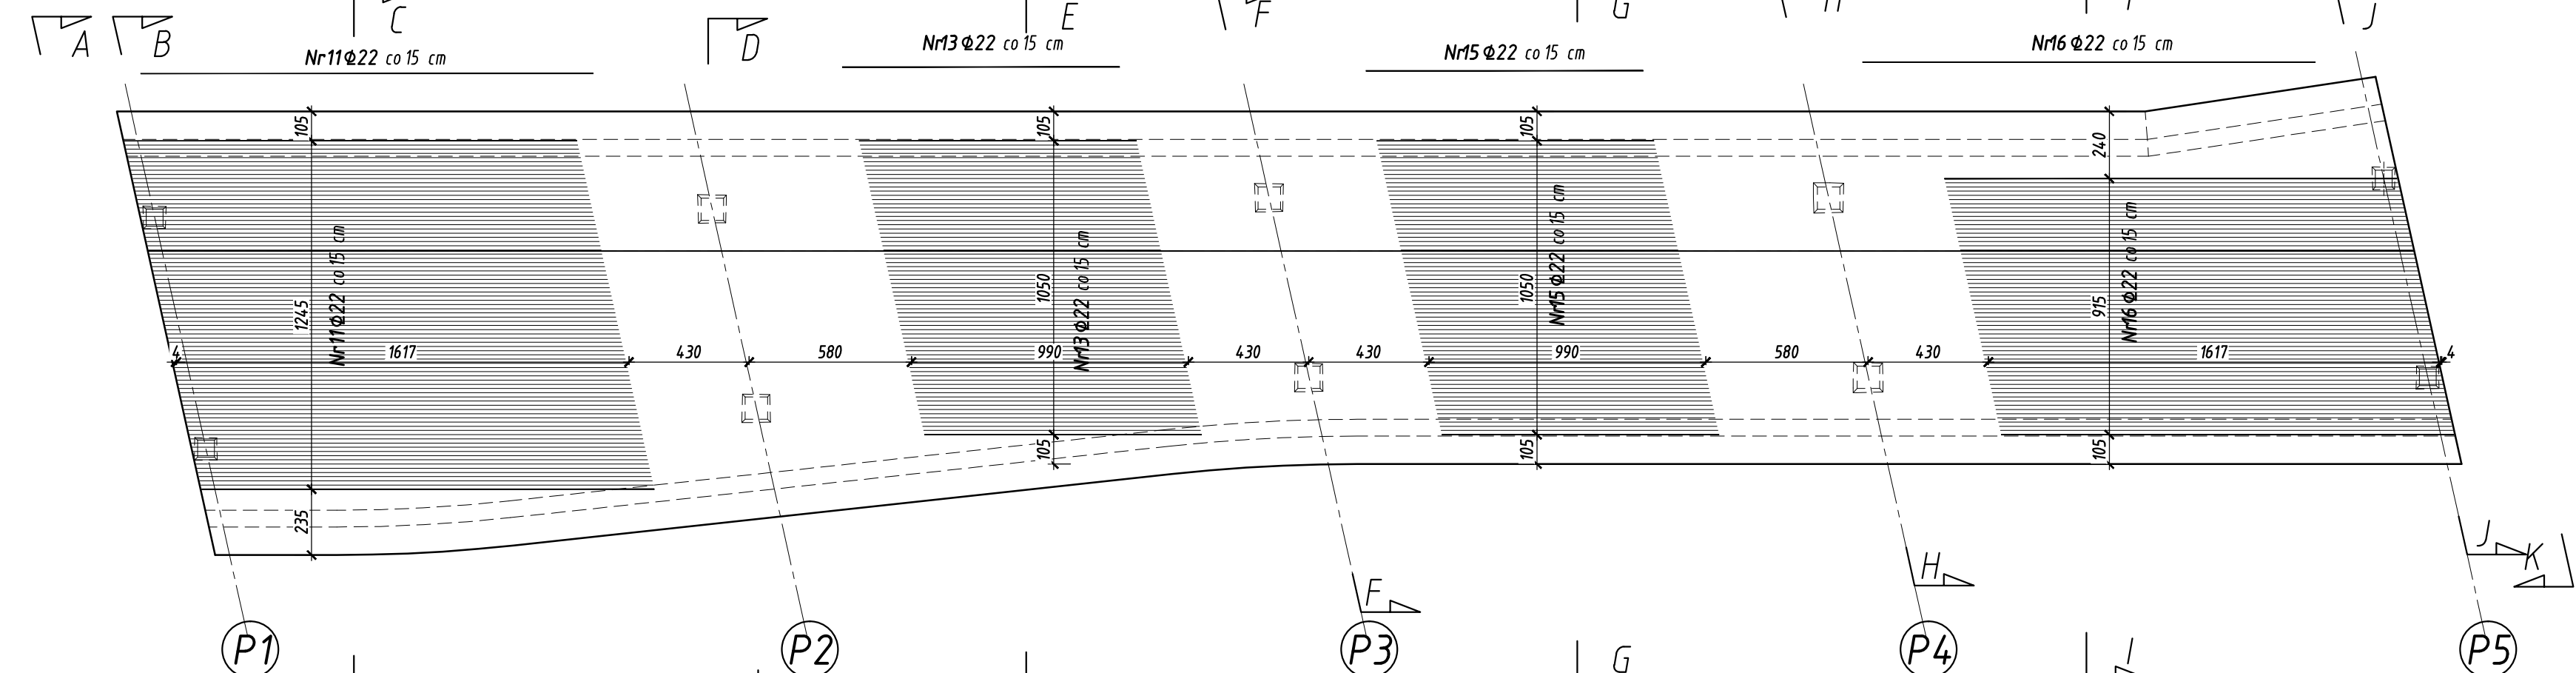 A B C D E F G H J
Nr11 Φ22 co 15 cm
Nr13 Φ22 co 15 cm
Nr15 Φ22 co 15 cm
Nr16 Φ22 co 15 cm
105 105 105 240
Nr11 Φ22 co 15 cm
Nr13 Φ22 co 15 cm
Nr15 Φ22 co 15 cm
Nr16 Φ22 co 15 cm
1245 1050 1050 915
4 1617 430 580 990 430 430 990 580 430 1617 4
235 105 105 105
F H J K
P1 P2 P3 P4 P5
G I